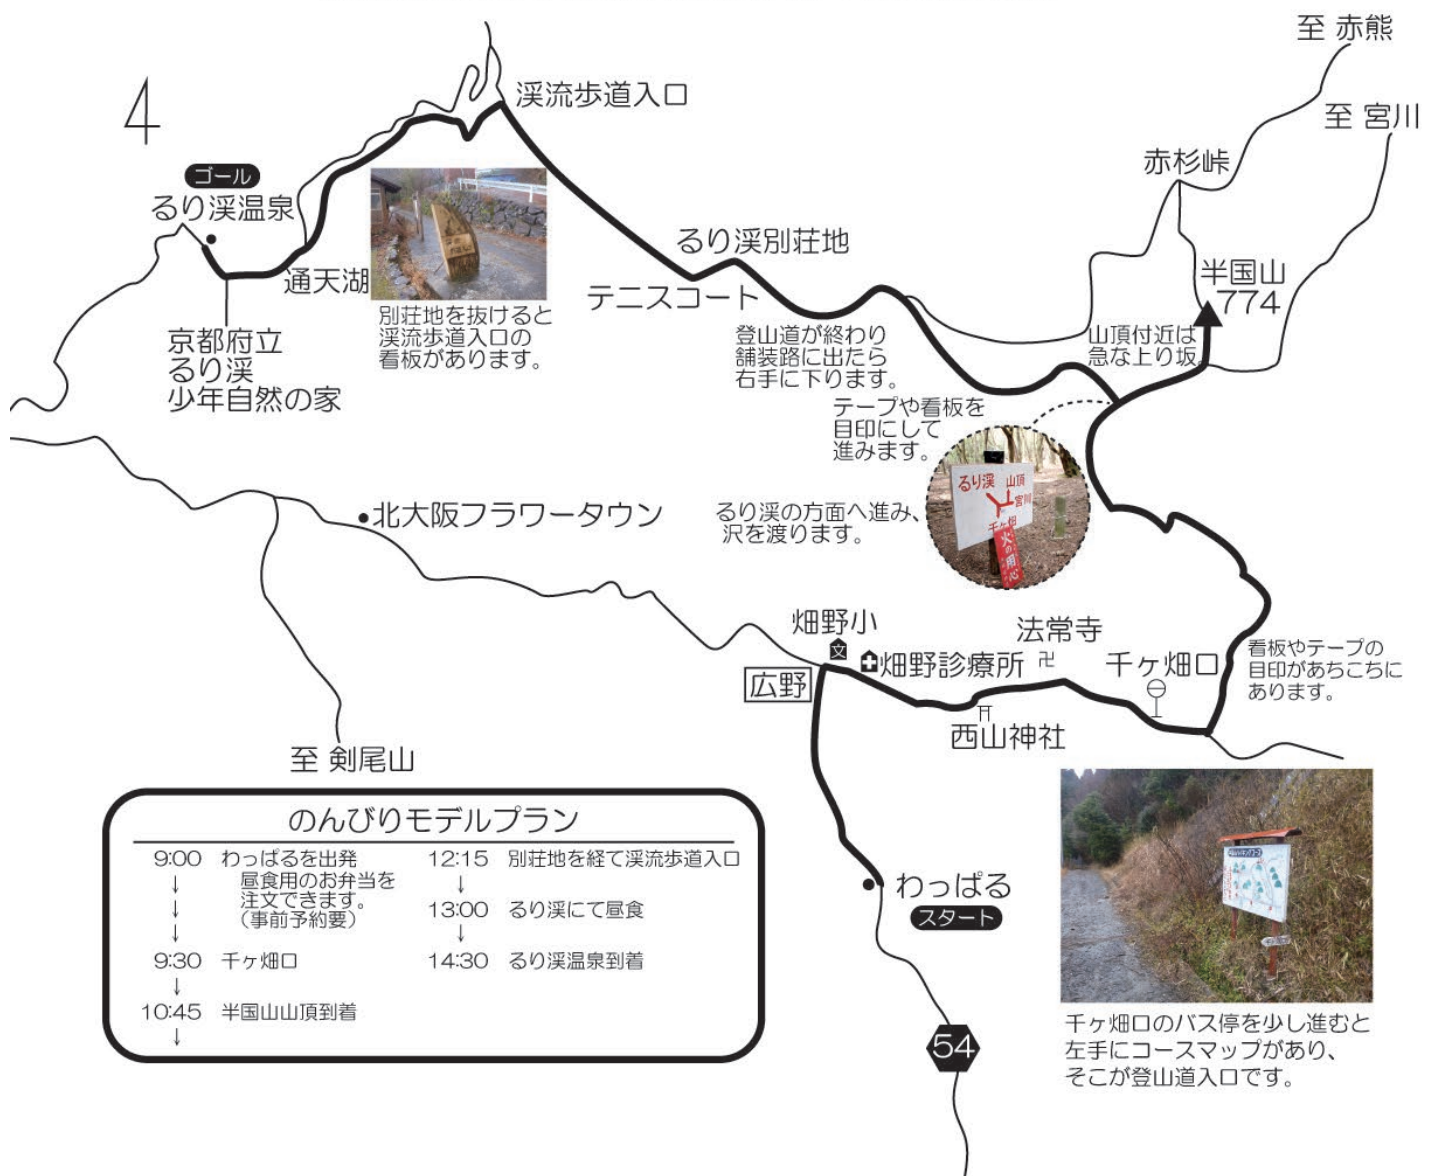 至 赤熊
至 宮川
4
渓流歩道入口
赤杉峠
ゴール
るり渓温泉
るり渓別荘地
半国山
774
通天湖
テニスコート
別荘地を抜けると
渓流歩道入口の
看板があります。
登山道が終わり
舗装路に出たら
右手に下ります。
山頂付近は
急な上り坂。
京都府立
るり渓
少年自然の家
テープや看板を
目印にして
進みます。
るり渓 山頂
宮川
千ヶ畑
火の用心
るり渓の方面へ進み、
沢を渡ります。
北大阪フラワータウン
畑野小
文
畑野診療所
法常寺
卍
千ヶ畑口
広野
西山神社
看板やテープの
目印があちこちに
あります。
至 剣尾山
のんびりモデルプラン
9:00 わっぱるを出発
↓ 昼食用のお弁当を
↓ 注文できます。
↓ （事前予約要）
9:30 千ヶ畑口
↓
10:45 半国山山頂到着
↓
12:15 別荘地を経て渓流歩道入口
↓
13:00 るり渓にて昼食
↓
14:30 るり渓温泉到着
わっぱる
スタート
54
千ヶ畑口のバス停を少し進むと
左手にコースマップがあり、
そこが登山道入口です。